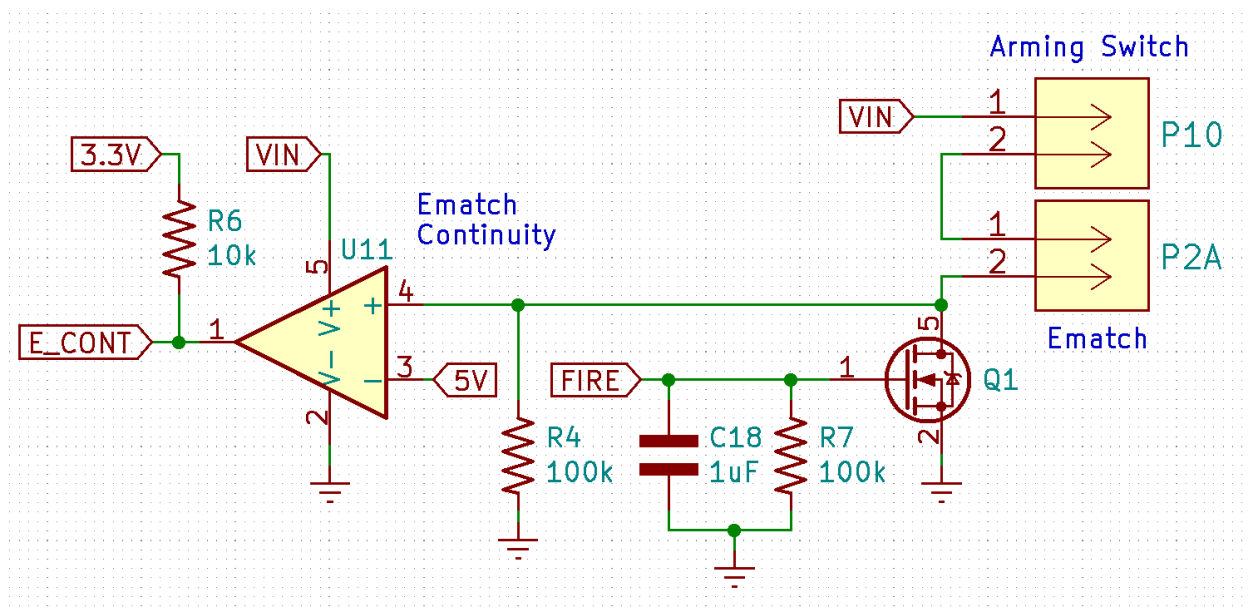 Arming Switch
VIN
1
2
P10
3.3V
VIN
R6
10k
Ematch
Continuity
U11
5
4
V+
+
1
2
P2A
Ematch
E_CONT
1
V-
3
-
5V
2
R4
100k
FIRE
C18
1uF
R7
100k
1
5
2
Q1